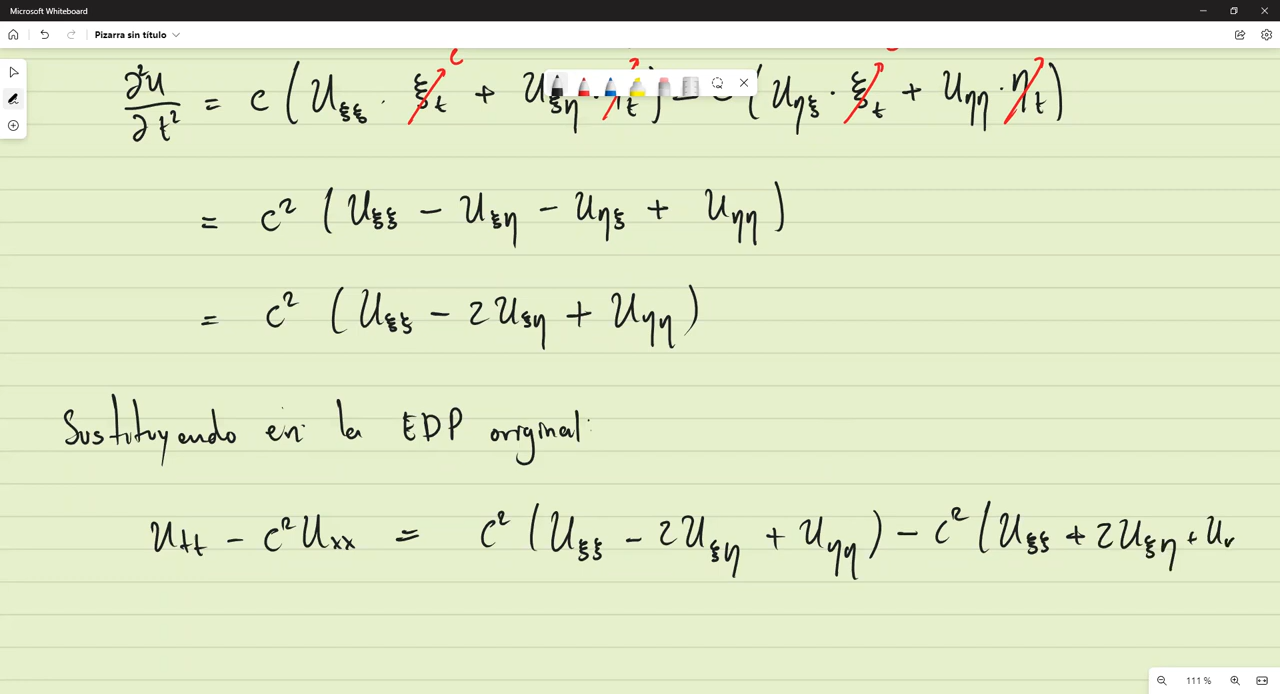 Microsoft Whiteboard
Pizarra sin título
∂²u/∂t² = c (u_ξξ · ξ_t + u_ξη · η_t) − c (u_ηξ · ξ_t + u_ηη · η_t)
= c² (u_ξξ − u_ξη − u_ηξ + u_ηη)
= c² (u_ξξ − 2u_ξη + u_ηη)
Sustituyendo en la EDP original:
u_tt − c² u_xx = c² (u_ξξ − 2u_ξη + u_ηη) − c² (u_ξξ + 2u_ξη + u
111 %